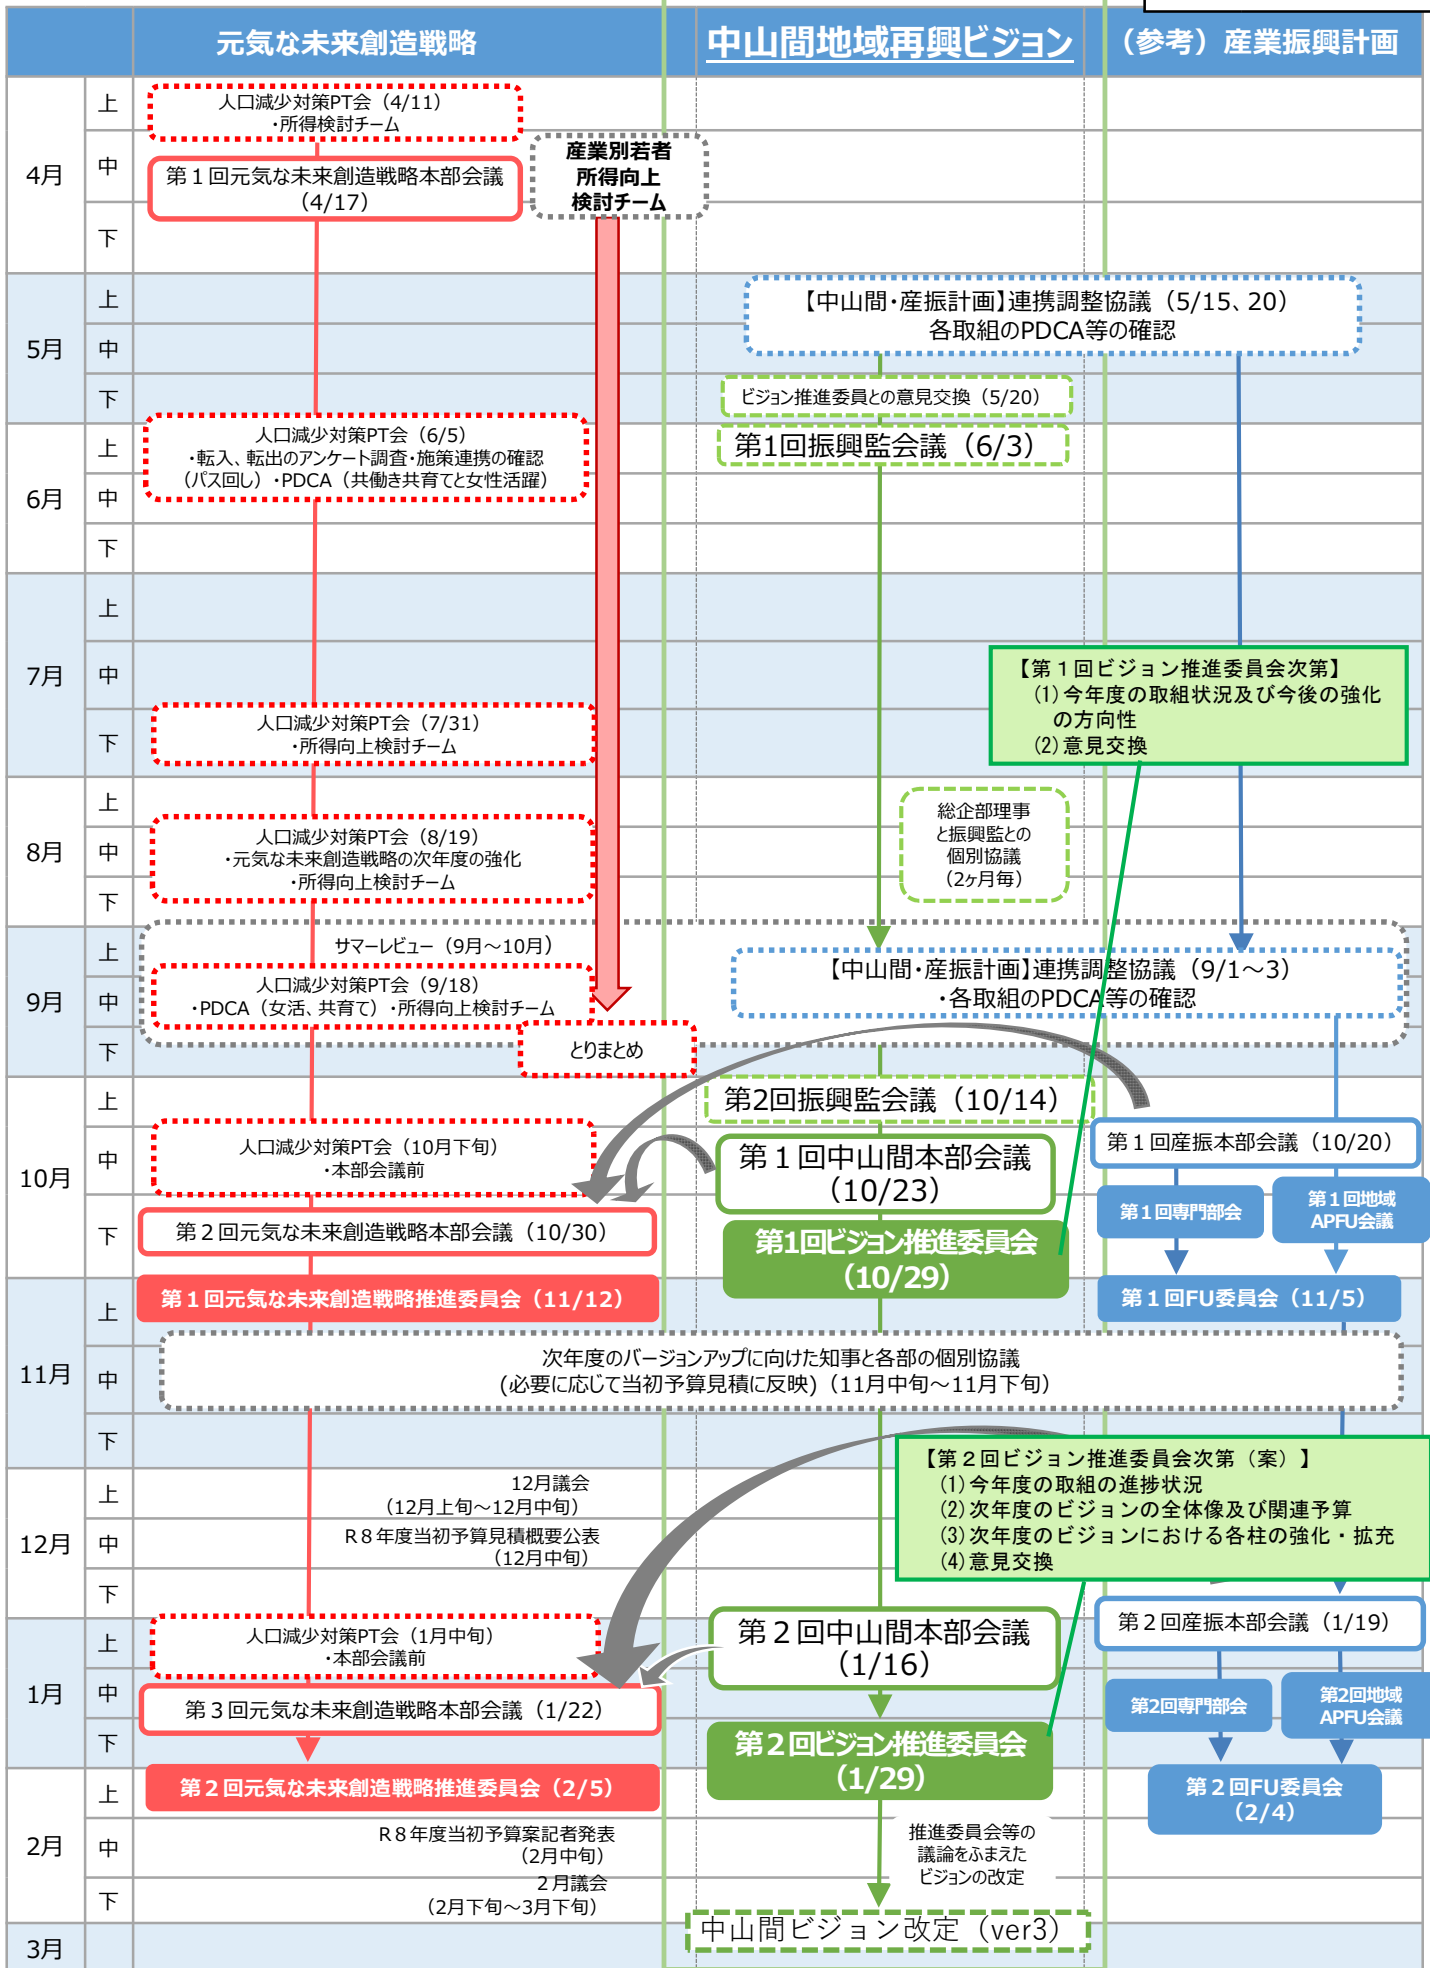 元気な未来創造戦略
中山間地域再興ビジョン
（参考）産業振興計画
4月
上
中
下
人口減少対策PT会（4/11）
・所得検討チーム
第１回元気な未来創造戦略本部会議
（4/17）
産業別若者
所得向上
検討チーム
5月
上
中
下
【中山間・産振計画】連携調整協議（5/15、20）
各取組のPDCA等の確認
ビジョン推進委員との意見交換（5/20）
6月
上
中
下
人口減少対策PT会（6/5）
・転入、転出のアンケート調査・施策連携の確認
（パス回し）・PDCA（共働き共育てと女性活躍）
第1回振興監会議（6/3）
7月
上
中
下
人口減少対策PT会（7/31）
・所得向上検討チーム
【第１回ビジョン推進委員会次第】
(1)今年度の取組状況及び今後の強化
の方向性
(2)意見交換
8月
上
中
下
人口減少対策PT会（8/19）
・元気な未来創造戦略の次年度の強化
・所得向上検討チーム
総企部理事
と振興監との
個別協議
（2ヶ月毎）
9月
上
中
下
サマーレビュー（9月～10月）
人口減少対策PT会（9/18）
・PDCA（女活、共育て）・所得向上検討チーム
とりまとめ
【中山間・産振計画】連携調整協議（9/1～3）
・各取組のPDCA等の確認
10月
上
中
下
第2回振興監会議（10/14）
人口減少対策PT会（10月下旬）
・本部会議前
第１回中山間本部会議
（10/23）
第１回産振本部会議（10/20）
第２回元気な未来創造戦略本部会議（10/30）
第1回ビジョン推進委員会
（10/29）
第１回専門部会
第１回地域
APFU会議
11月
上
中
下
第１回元気な未来創造戦略推進委員会（11/12）
第１回FU委員会（11/5）
次年度のバージョンアップに向けた知事と各部の個別協議
(必要に応じて当初予算見積に反映)（11月中旬～11月下旬）
12月
上
中
下
12月議会
（12月上旬～12月中旬）
R８年度当初予算見積概要公表
（12月中旬）
【第２回ビジョン推進委員会次第（案）】
(1)今年度の取組の進捗状況
(2)次年度のビジョンの全体像及び関連予算
(3)次年度のビジョンにおける各柱の強化・拡充
(4)意見交換
1月
上
中
下
人口減少対策PT会（1月中旬）
・本部会議前
第２回中山間本部会議
（1/16）
第２回産振本部会議（1/19）
第３回元気な未来創造戦略本部会議（1/22）
第２回ビジョン推進委員会
（1/29）
第2回専門部会
第2回地域
APFU会議
2月
上
中
下
第２回元気な未来創造戦略推進委員会（2/5）
第２回FU委員会
（2/4）
R８年度当初予算案記者発表
（2月中旬）
２月議会
（2月下旬～3月下旬）
推進委員会等の
議論をふまえた
ビジョンの改定
3月
中山間ビジョン改定（ver3）